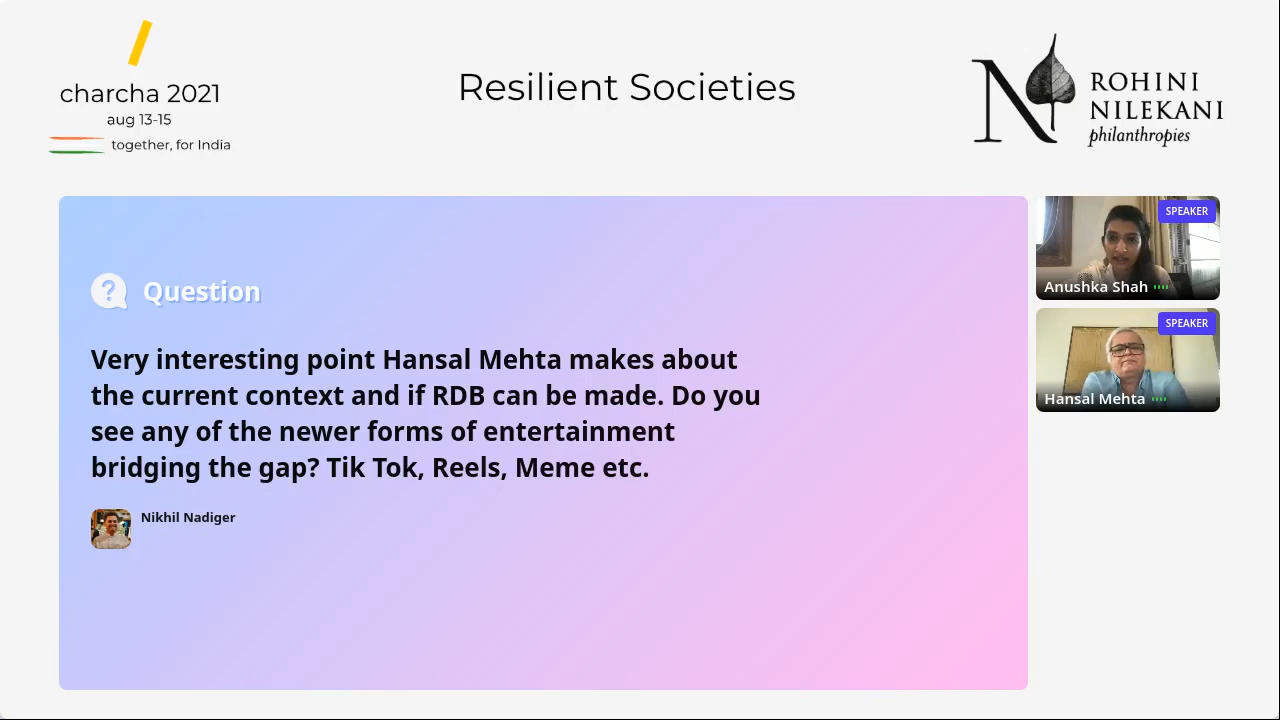 charcha 2021
aug 13-15
together, for India
Resilient Societies
N
ROHINI
NILEKANI
philanthropies
Question
Very interesting point Hansal Mehta makes about
the current context and if RDB can be made. Do you
see any of the newer forms of entertainment
bridging the gap? Tik Tok, Reels, Meme etc.
Nikhil Nadiger
SPEAKER
Anushka Shah
SPEAKER
Hansal Mehta